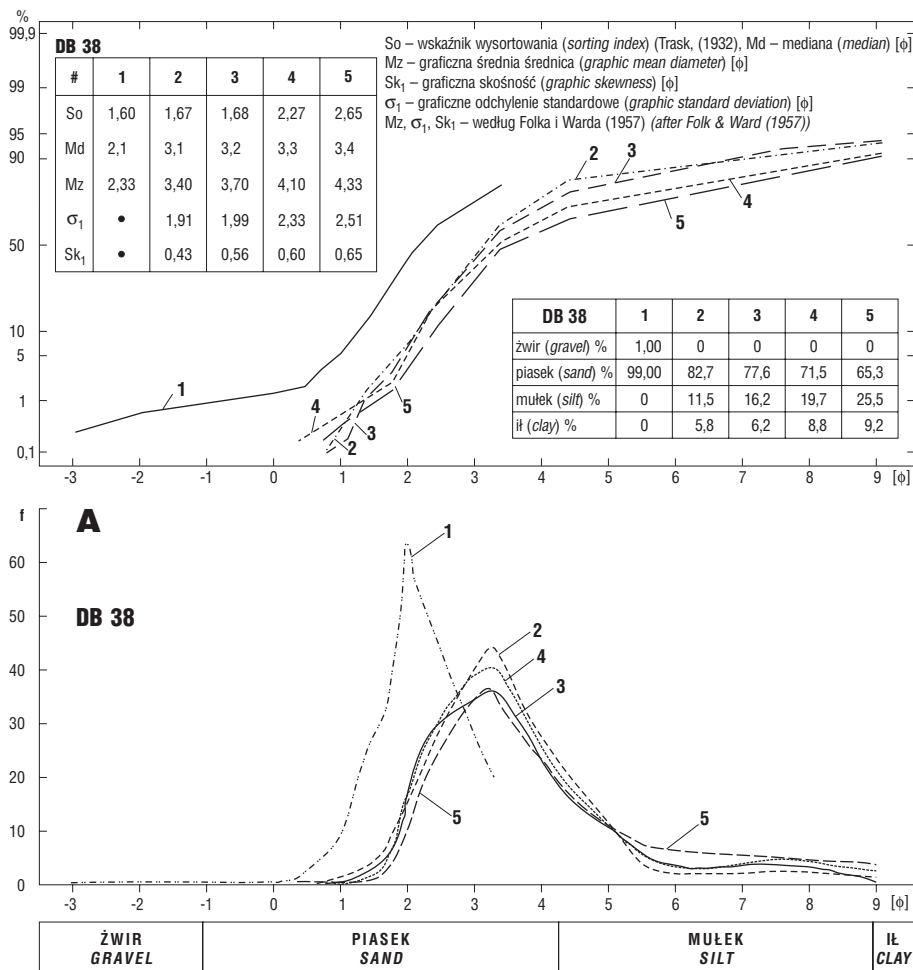 %
99,9
99
95
90
50
10
5
1
0,1
DB 38
# 1 2 3 4 5
So 1,60 1,67 1,68 2,27 2,65
Md 2,1 3,1 3,2 3,3 3,4
Mz 2,33 3,40 3,70 4,10 4,33
σ1 • 1,91 1,99 2,33 2,51
Sk1 • 0,43 0,56 0,60 0,65
So – wskaźnik wysortowania (sorting index) (Trask, (1932), Md – mediana (median) [ϕ]
Mz – graficzna średnia średnica (graphic mean diameter) [ϕ]
Sk1 – graficzna skośność (graphic skewness) [ϕ]
σ1 – graficzne odchylenie standardowe (graphic standard deviation) [ϕ]
Mz, σ1, Sk1 – według Folka i Warda (1957) (after Folk & Ward (1957))
2
3
4
5
1
4
5
3
2
DB 38 1 2 3 4 5
żwir (gravel) % 1,00 0 0 0 0
piasek (sand) % 99,00 82,7 77,6 71,5 65,3
mułek (silt) % 0 11,5 16,2 19,7 25,5
ił (clay) % 0 5,8 6,2 8,8 9,2
-3 -2 -1 0 1 2 3 4 5 6 7 8 9 [ϕ]
f
60
50
40
30
20
10
0
A
DB 38
1
2
4
3
5
5
-3 -2 -1 0 1 2 3 4 5 6 7 8 9 [ϕ]
ŻWIR PIASEK MUŁEK IŁ
GRAVEL SAND SILT CLAY